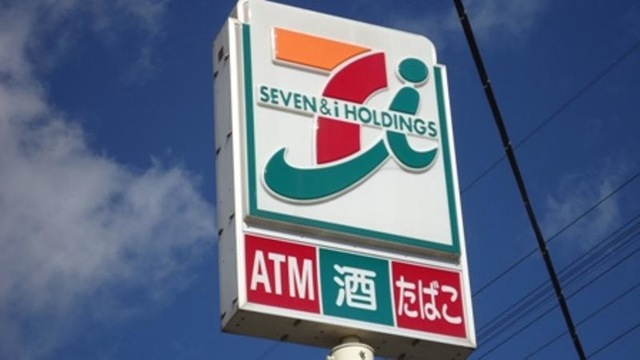 SEVEN & i HOLDINGS
ATM 酒 たばこ